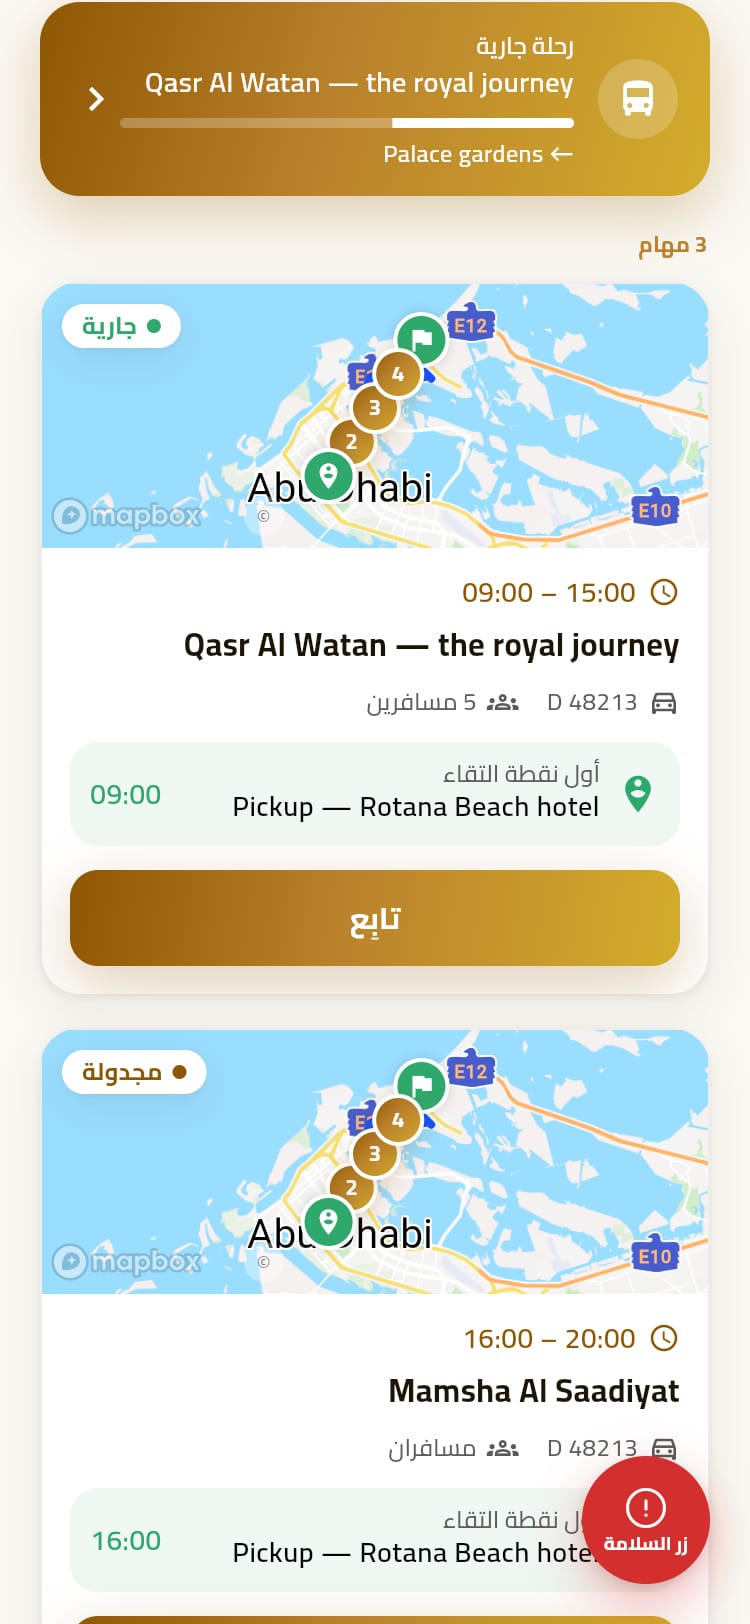 رحلة جارية
Qasr Al Watan — the royal journey
Palace gardens ←
3 مهام
جارية
E12
4
3
2
Abu Dhabi
E10
mapbox
©
09:00 – 15:00
Qasr Al Watan — the royal journey
D 48213
5 مسافرين
أول نقطة التقاء
Pickup — Rotana Beach hotel
09:00
تابِع
مجدولة
E12
4
3
2
Abu Dhabi
E10
mapbox
©
16:00 – 20:00
Mamsha Al Saadiyat
D 48213
مسافران
نقطة التقاء
Pickup — Rotana Beach
16:00
زر السلامة